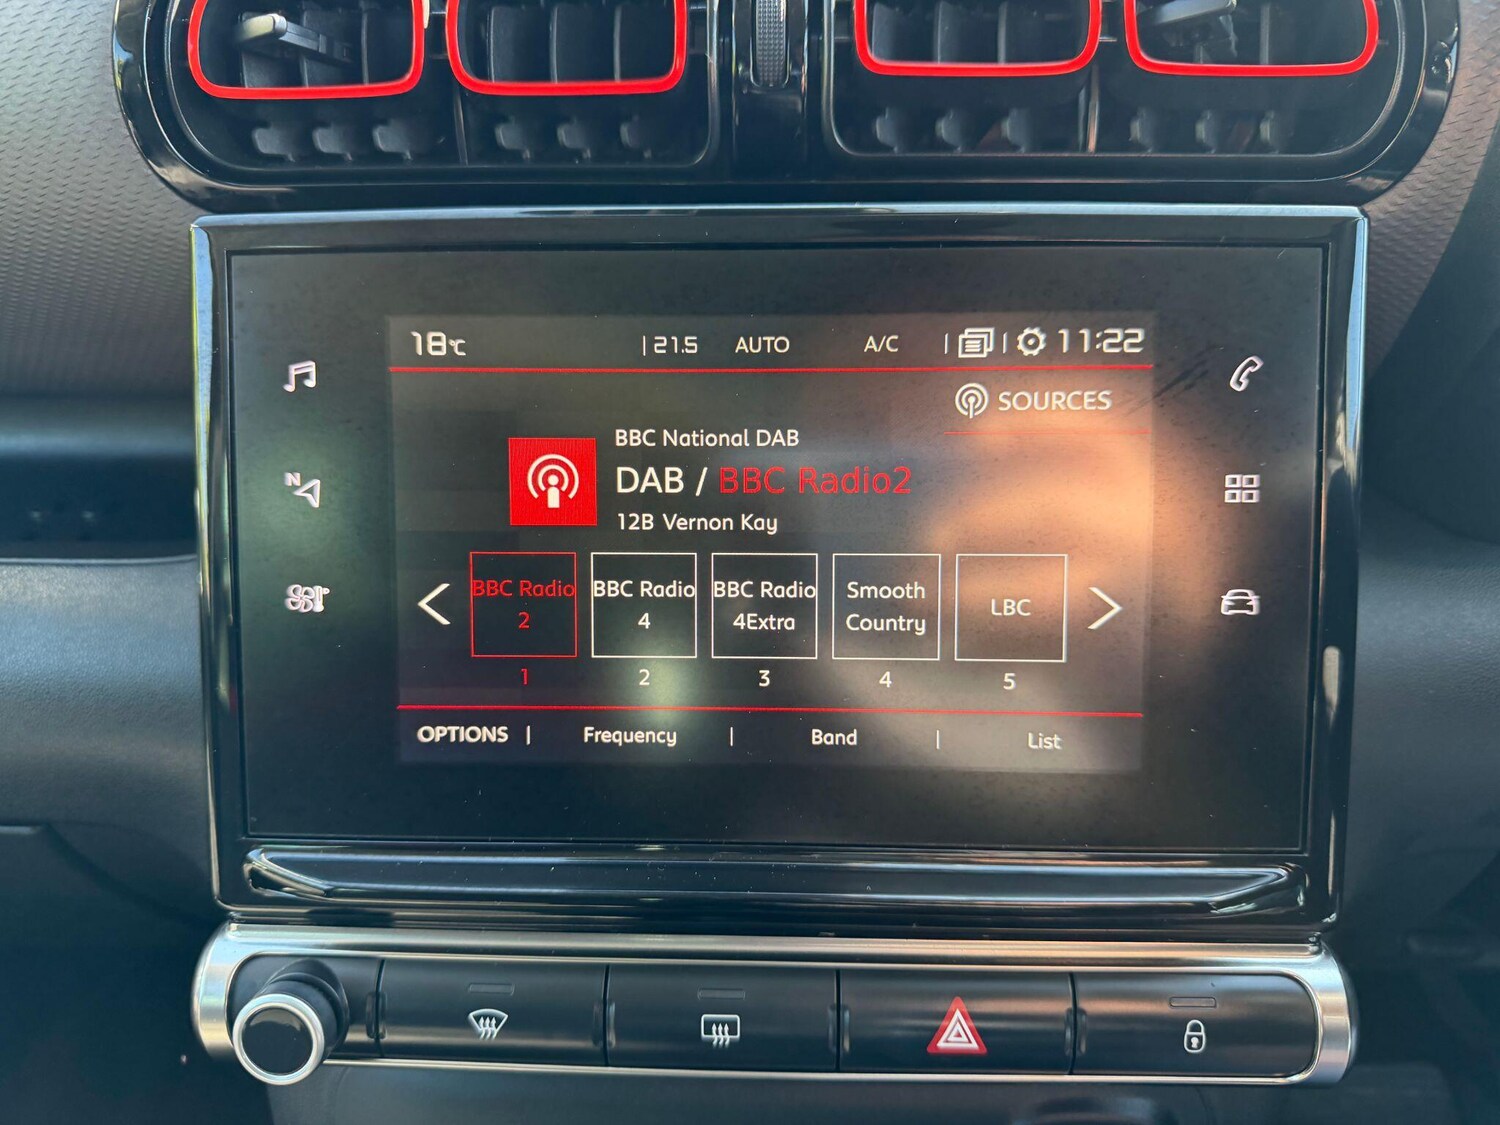 18°C | 21.5 AUTO A/C | | 11:22
SOURCES
BBC National DAB
DAB / BBC Radio2
12B Vernon Kay
BBC Radio
2
BBC Radio
4
BBC Radio
4Extra
Smooth
Country
LBC
1 2 3 4 5
OPTIONS | Frequency | Band | List
N